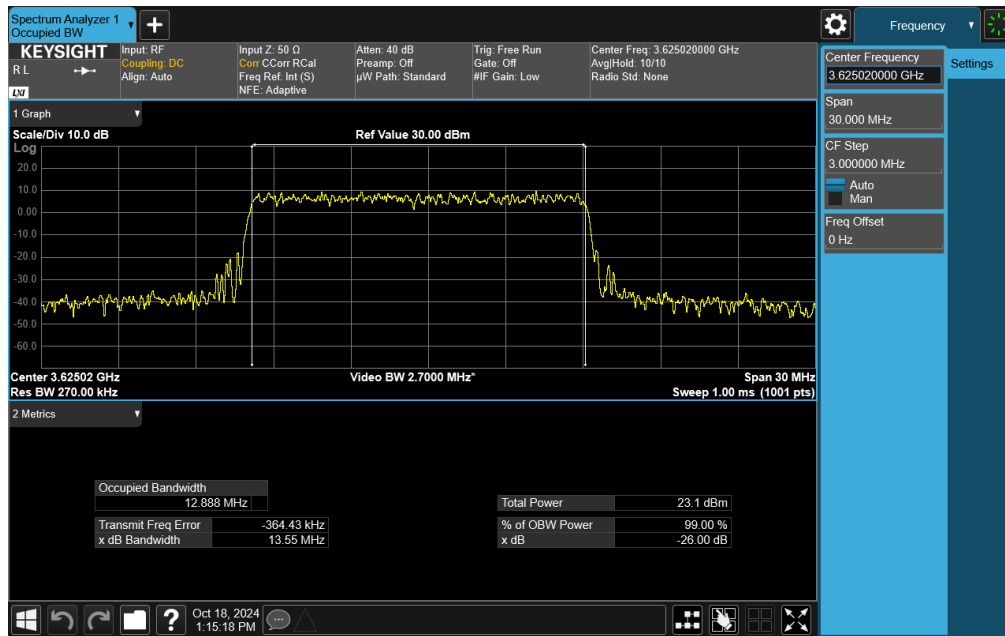 Spectrum Analyzer 1
Occupied BW
Frequency
KEYSIGHT
R L
LXI
Input: RF
Coupling: DC
Align: Auto
Input Z: 50 Ω
Corr CCorr RCal
Freq Ref: Int (S)
NFE: Adaptive
Atten: 40 dB
Preamp: Off
µW Path: Standard
Trig: Free Run
Gate: Off
#IF Gain: Low
Center Freq: 3.625020000 GHz
Avg|Hold: 10/10
Radio Std: None
Center Frequency
3.625020000 GHz
Settings
Span
30.000 MHz
CF Step
3.000000 MHz
Auto
Man
Freq Offset
0 Hz
1 Graph
Scale/Div 10.0 dB
Ref Value 30.00 dBm
Log
20.0
10.0
0.00
-10.0
-20.0
-30.0
-40.0
-50.0
-60.0
Center 3.62502 GHz
Video BW 2.7000 MHz*
Span 30 MHz
Res BW 270.00 kHz
Sweep 1.00 ms (1001 pts)
2 Metrics
Occupied Bandwidth
12.888 MHz
Transmit Freq Error -364.43 kHz
x dB Bandwidth 13.55 MHz
Total Power 23.1 dBm
% of OBW Power 99.00 %
x dB -26.00 dB
?
Oct 18, 2024
1:15:18 PM